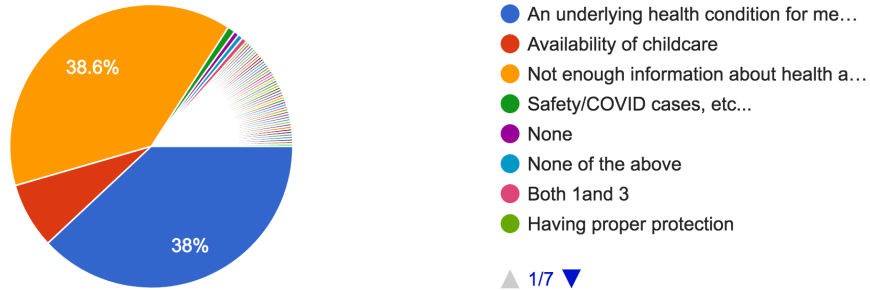 An underlying health condition for me…
Availability of childcare
Not enough information about health a…
Safety/COVID cases, etc...
None
None of the above
Both 1and 3
Having proper protection
1/7
38.6%
38%